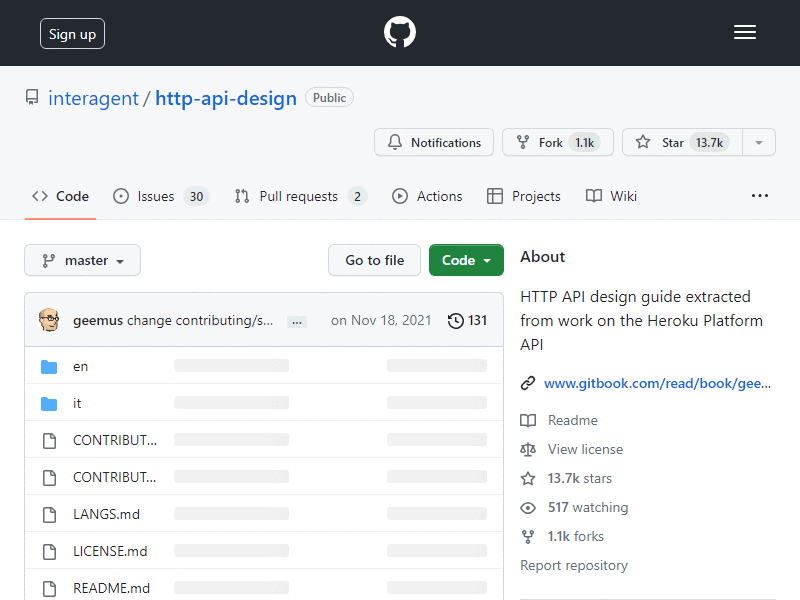 Sign up
interagent / http-api-design Public
Notifications Fork 1.1k Star 13.7k
Code Issues 30 Pull requests 2 Actions Projects Wiki ...
master Go to file Code
geemus change contributing/s... ... on Nov 18, 2021 131
en
it
CONTRIBUT...
CONTRIBUT...
LANGS.md
LICENSE.md
README.md
About
HTTP API design guide extracted
from work on the Heroku Platform
API
www.gitbook.com/read/book/gee...
Readme
View license
13.7k stars
517 watching
1.1k forks
Report repository